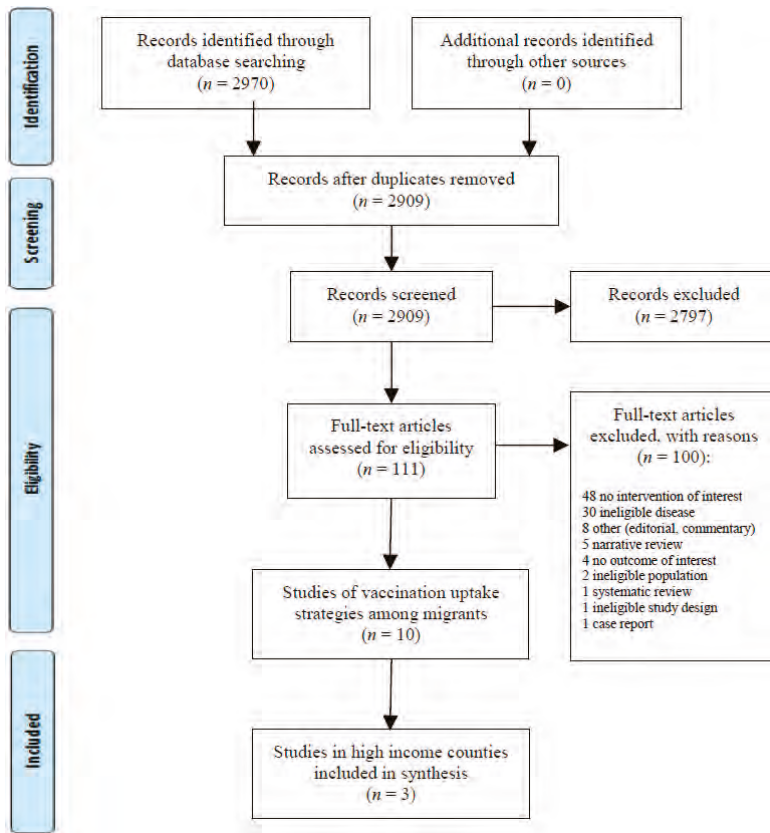 Identification
Records identified through
database searching
(n = 2970)
Additional records identified
through other sources
(n = 0)
Records after duplicates removed
(n = 2909)
Screening
Records screened
(n = 2909)
Records excluded
(n = 2797)
Eligibility
Full-text articles
assessed for eligibility
(n = 111)
Full-text articles
excluded, with reasons
(n = 100):
48 no intervention of interest
30 ineligible disease
8 other (editorial, commentary)
5 narrative review
4 no outcome of interest
2 ineligible population
1 systematic review
1 ineligible study design
1 case report
Studies of vaccination uptake
strategies among migrants
(n = 10)
Included
Studies in high income counties
included in synthesis
(n = 3)